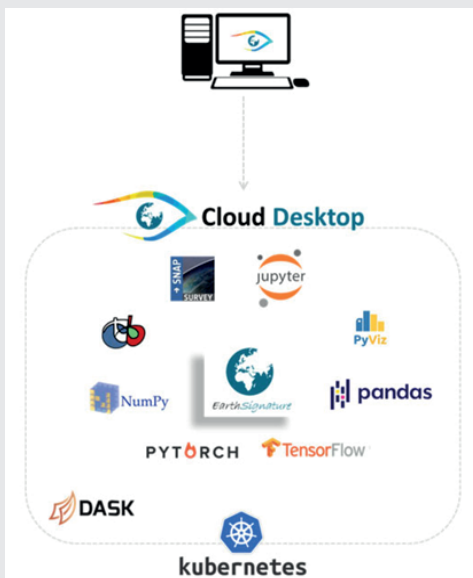 Cloud Desktop
+ SNAP
SURVEY
jupyter
PyViz
NumPy
EarthSignature
pandas
PYTORCH
TensorFlow
DASK
kubernetes